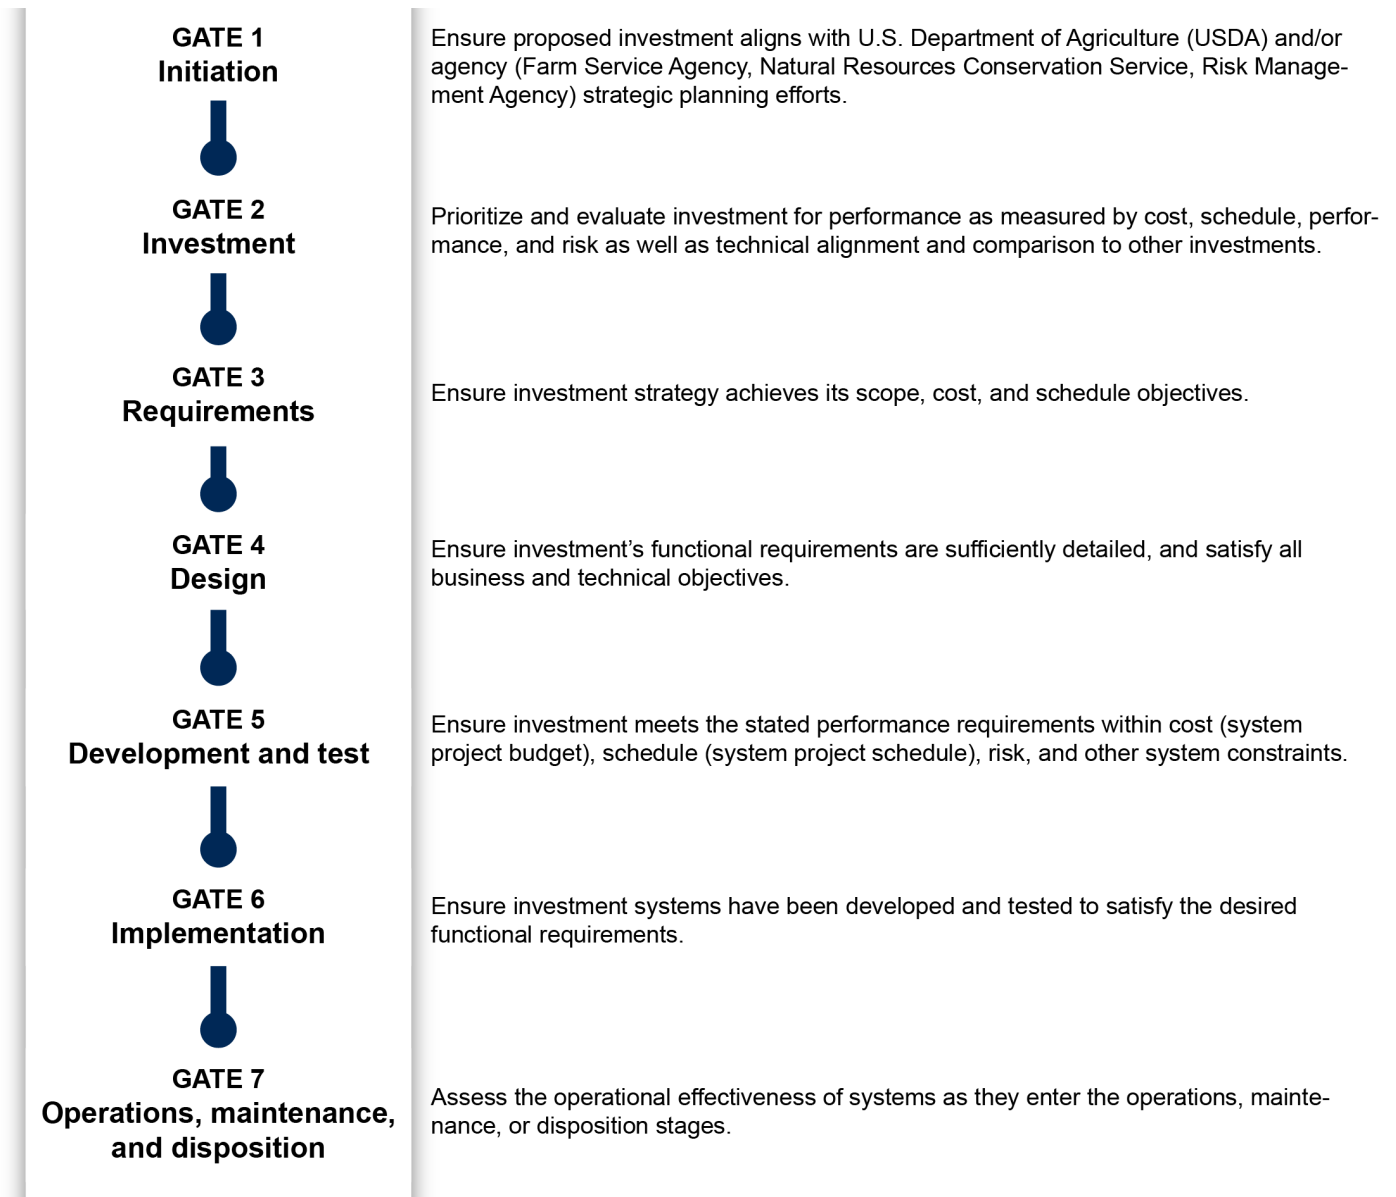 GATE 1
Initiation
Ensure proposed investment aligns with U.S. Department of Agriculture (USDA) and/or
agency (Farm Service Agency, Natural Resources Conservation Service, Risk Manage-
ment Agency) strategic planning efforts.
GATE 2
Investment
Prioritize and evaluate investment for performance as measured by cost, schedule, perfor-
mance, and risk as well as technical alignment and comparison to other investments.
GATE 3
Requirements
Ensure investment strategy achieves its scope, cost, and schedule objectives.
GATE 4
Design
Ensure investment’s functional requirements are sufficiently detailed, and satisfy all
business and technical objectives.
GATE 5
Development and test
Ensure investment meets the stated performance requirements within cost (system
project budget), schedule (system project schedule), risk, and other system constraints.
GATE 6
Implementation
Ensure investment systems have been developed and tested to satisfy the desired
functional requirements.
GATE 7
Operations, maintenance,
and disposition
Assess the operational effectiveness of systems as they enter the operations, mainte-
nance, or disposition stages.